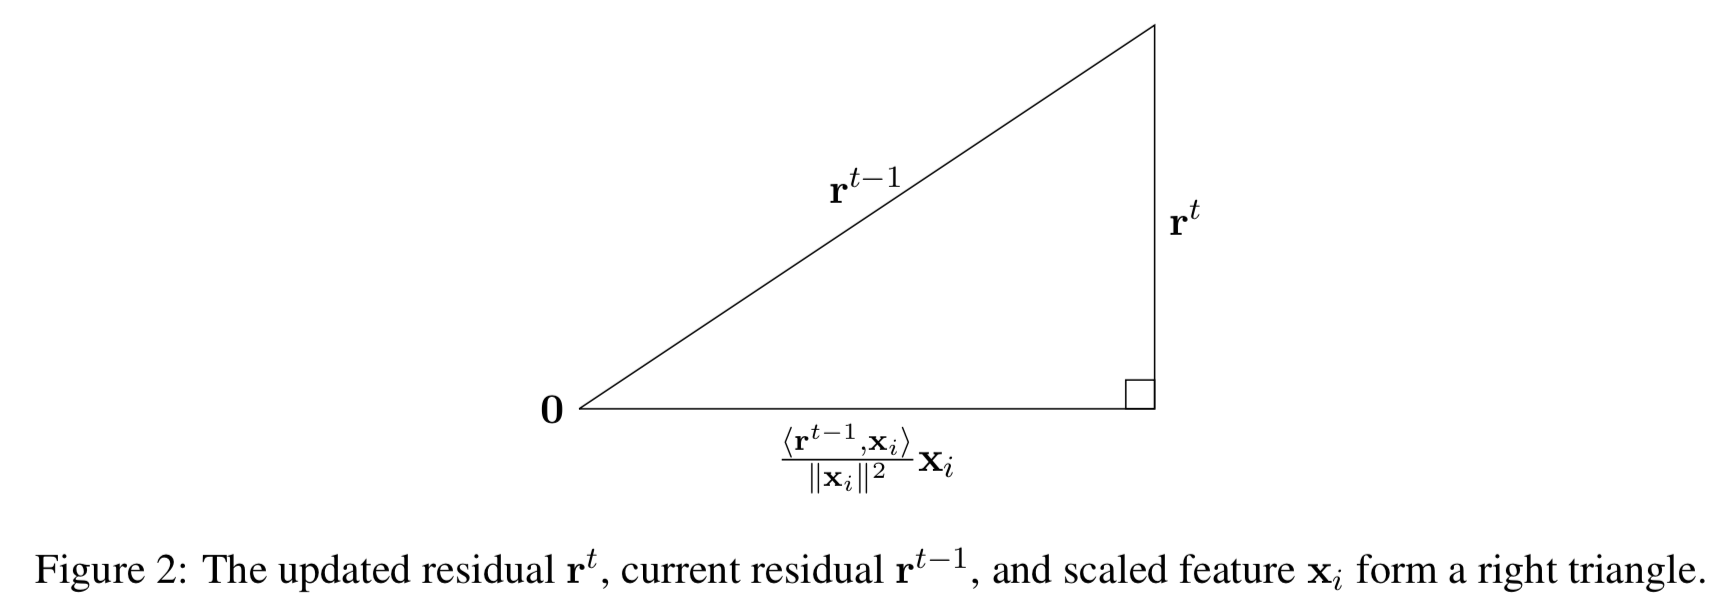 r^{t−1}
r^t
0
\frac{⟨r^{t−1},x_i⟩}{‖x_i‖^2} x_i
Figure 2: The updated residual r^t, current residual r^{t−1}, and scaled feature x_i form a right triangle.